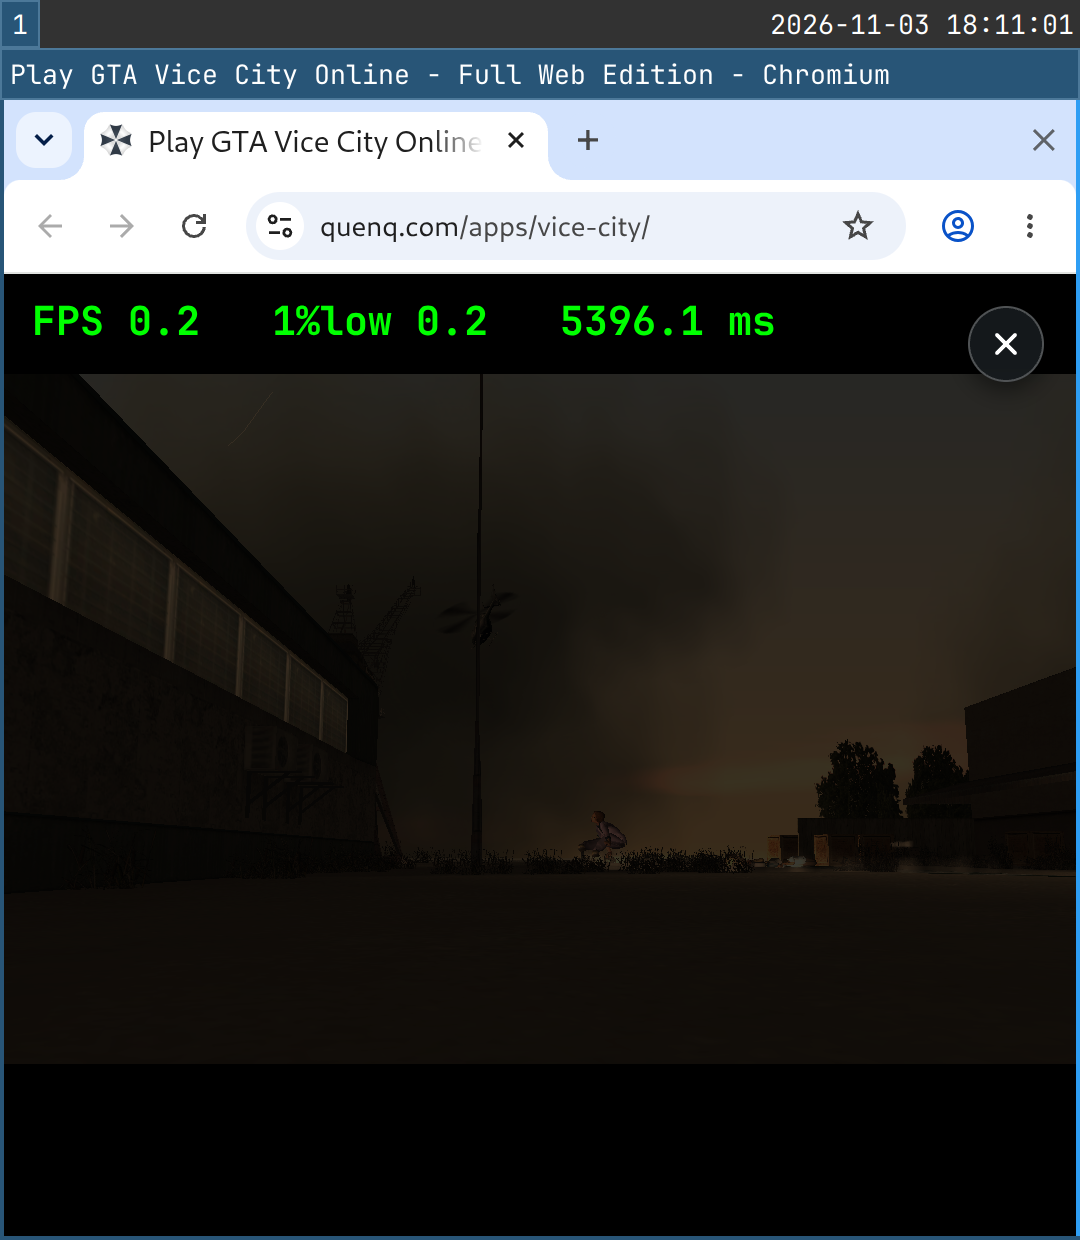 1
2026-11-03 18:11:01
Play GTA Vice City Online - Full Web Edition - Chromium
Play GTA Vice City Online
quenq.com/apps/vice-city/
FPS 0.2 1%low 0.2 5396.1 ms